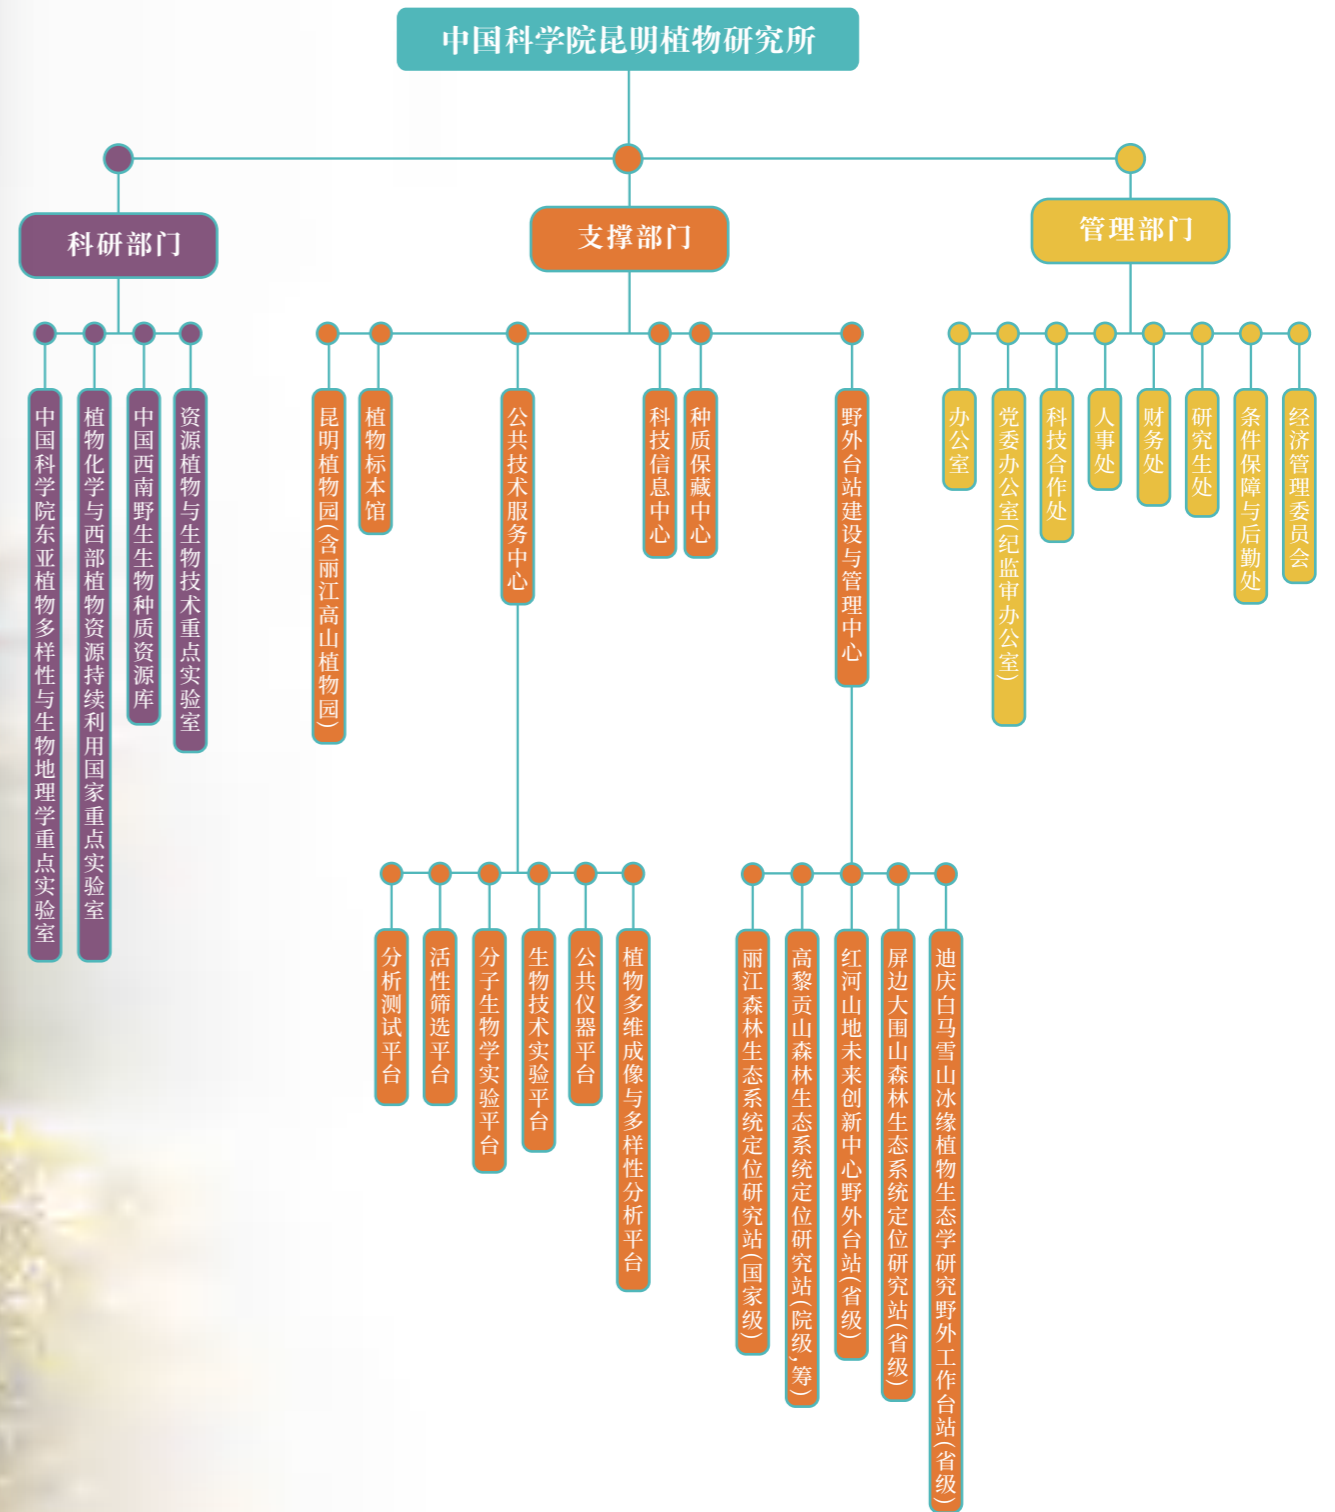 中国科学院昆明植物研究所
科研部门
支撑部门
管理部门
中国科学院东亚植物多样性与生物地理学重点实验室
植物化学与西部植物资源持续利用国家重点实验室
中国西南野生生物种质资源库
资源植物与生物技术重点实验室
昆明植物园(含丽江高山植物园)
植物标本馆
公共技术服务中心
科技信息中心
种质保藏中心
野外台站建设与管理中心
办公室
党委办公室(纪监审办公室)
科技合作处
人事处
财务处
研究生处
条件保障与后勤处
经济管理委员会
分析测试平台
活性筛选平台
分子生物学实验平台
生物技术实验平台
公共仪器平台
植物多维成像与多样性分析平台
丽江森林生态系统定位研究站(国家级)
高黎贡山森林生态系统定位研究站(院级,筹)
红河山地未来创新中心野外台站(省级)
屏边大围山森林生态系统定位研究站(省级)
迪庆白马雪山冰缘植物生态学研究野外工作台站(省级)